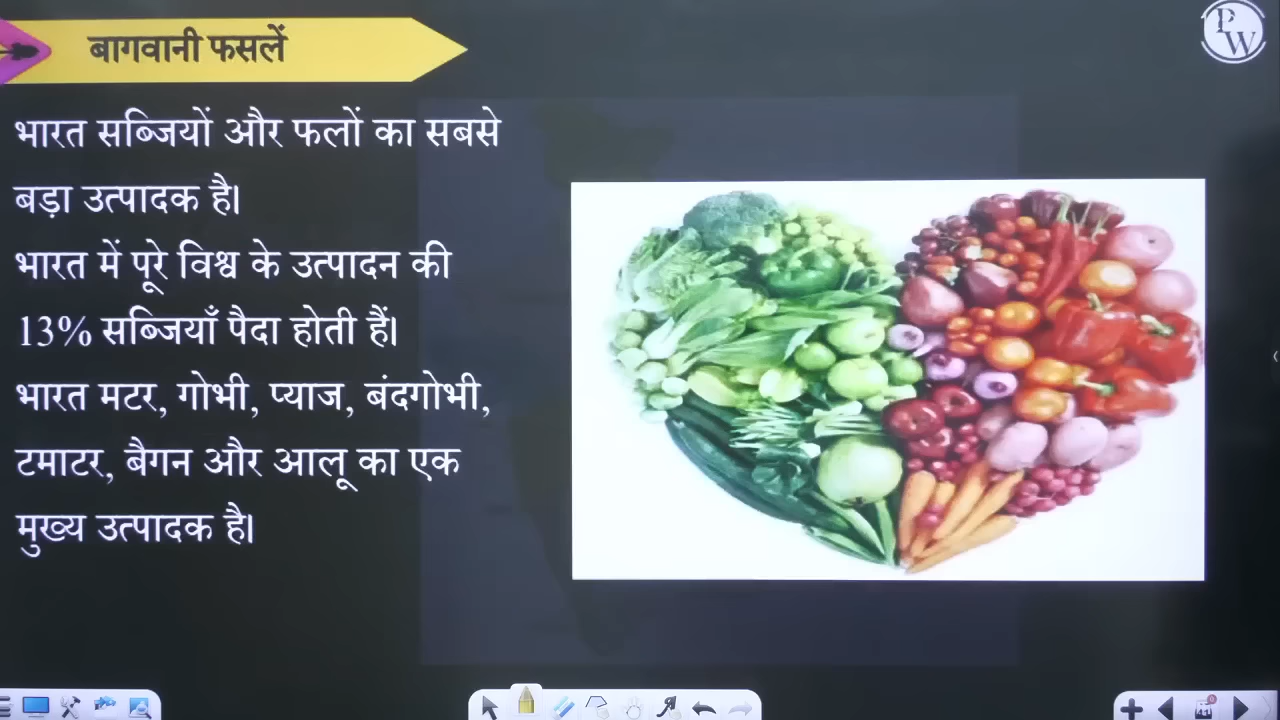 बागवानी फसलें
PW
भारत सब्जियों और फलों का सबसे
बड़ा उत्पादक है।
भारत में पूरे विश्व के उत्पादन की
13% सब्जियाँ पैदा होती हैं।
भारत मटर, गोभी, प्याज, बंदगोभी,
टमाटर, बैगन और आलू का एक
मुख्य उत्पादक है।